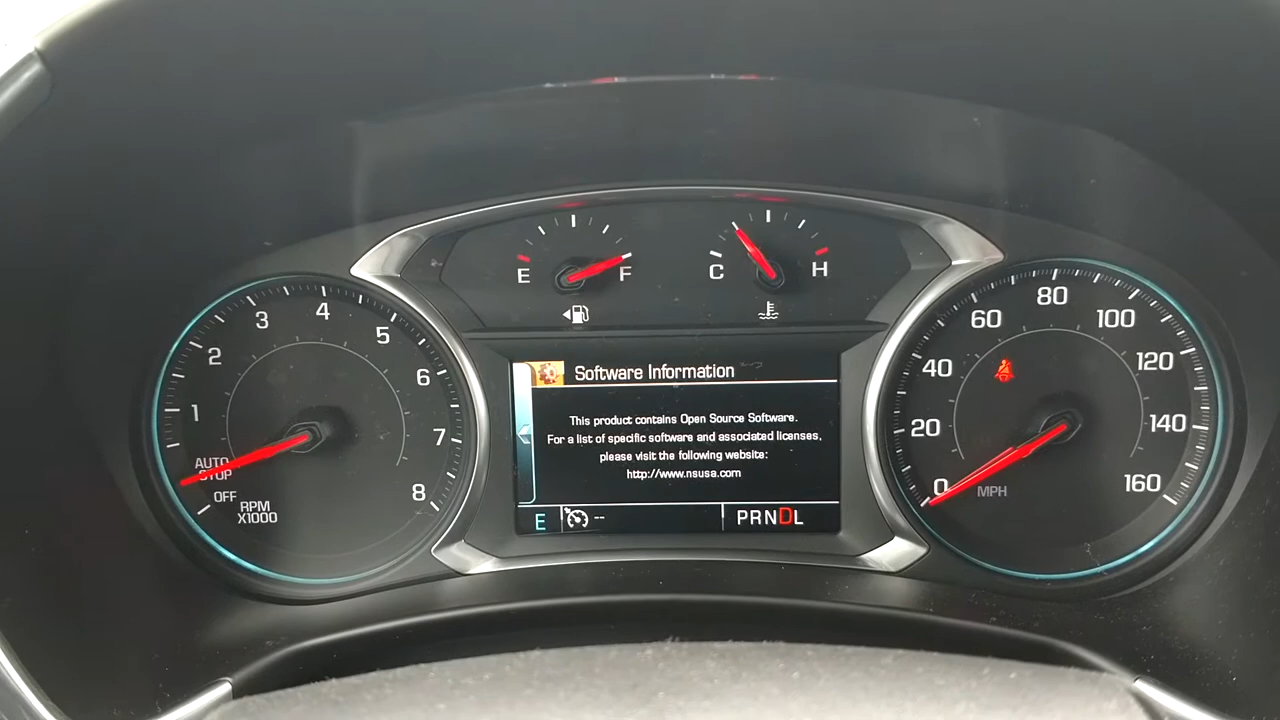 E
F
C
H
1
2
3
4
5
6
7
8
AUTO
STOP
OFF
RPM
X1000
Software Information
This product contains Open Source Software.
For a list of specific software and associated licenses,
please visit the following website:
http://www.nsusa.com
E
--
PRNDL
0
20
40
60
80
100
120
140
160
MPH